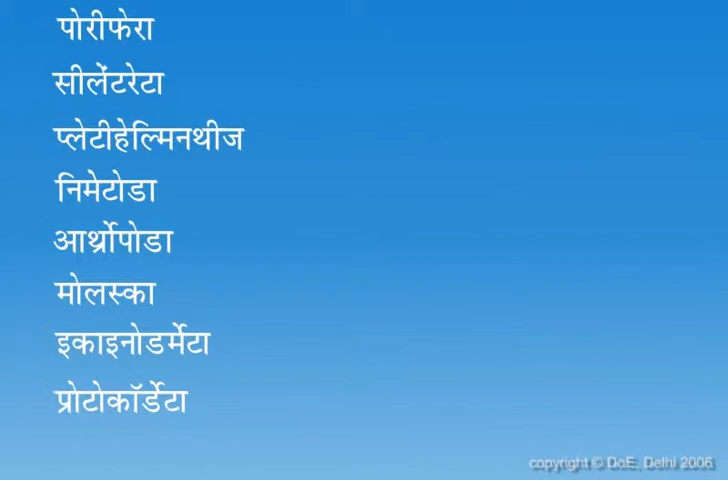 पोरीफेरा
सीलेंटरेटा
प्लेटीहेल्मिनथीज
निमेटोडा
आर्थ्रोपोडा
मोलस्का
इकाइनोडर्मेटा
प्रोटोकॉर्डेटा
copyright © DoE, Delhi 2006